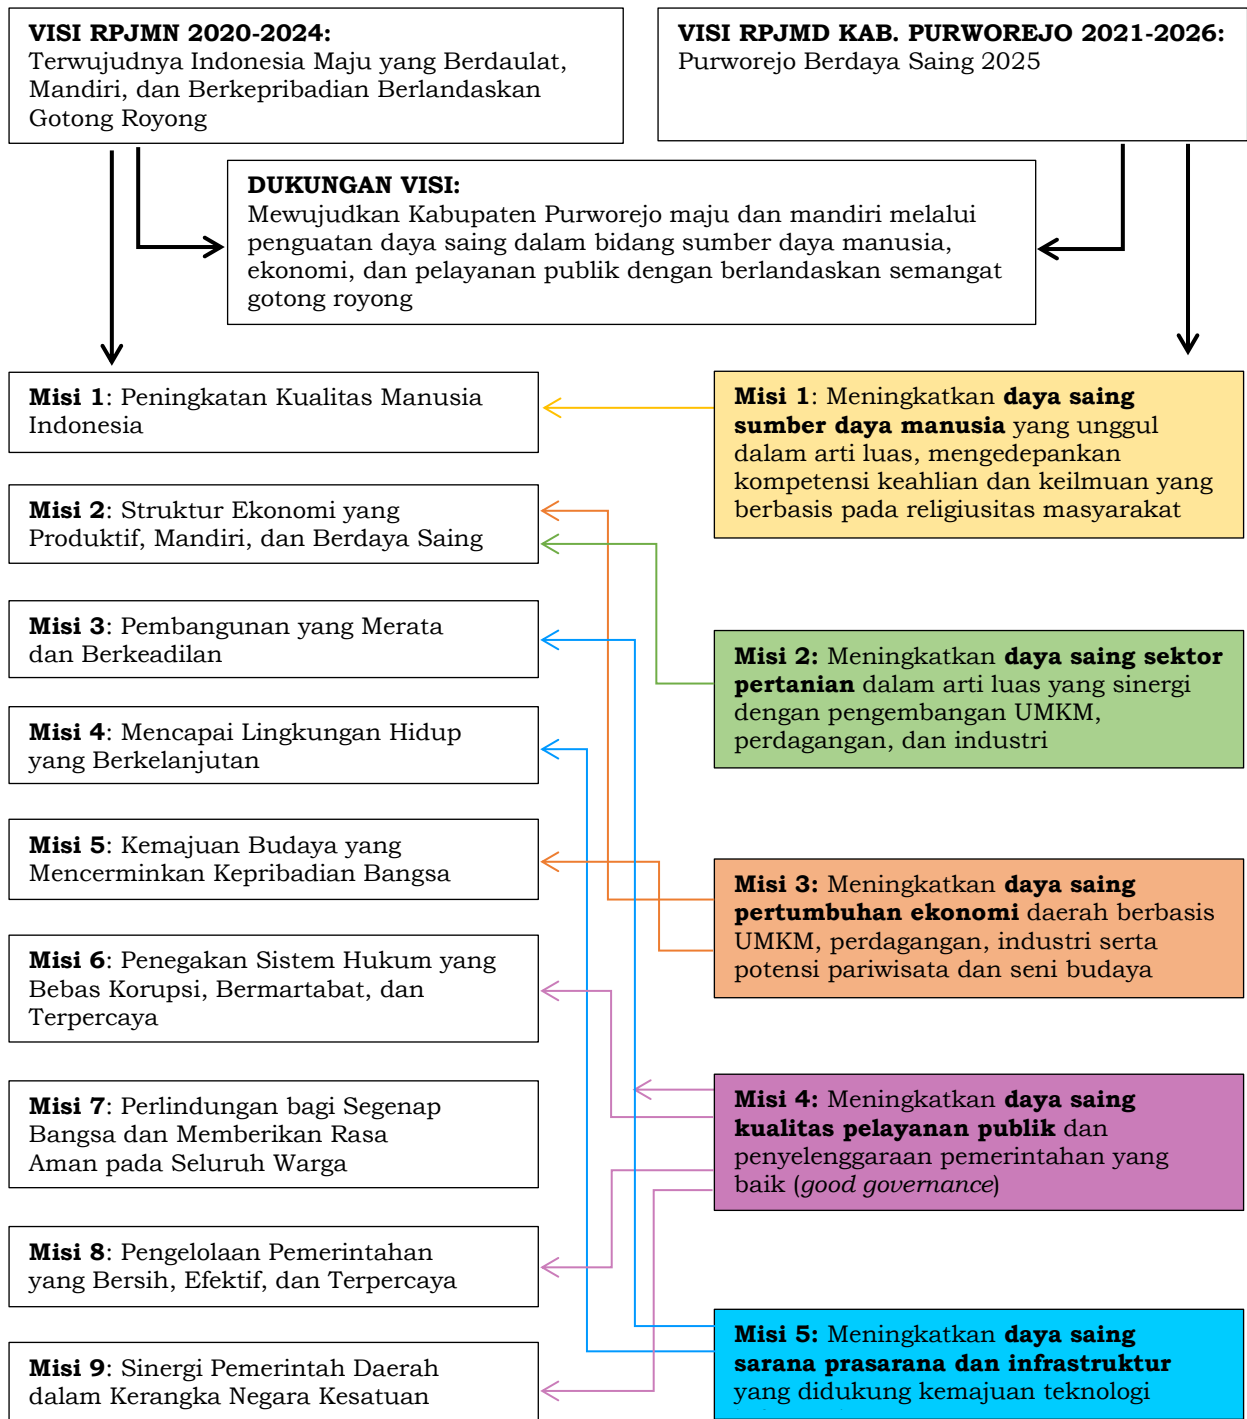 VISI RPJMN 2020-2024:
Terwujudnya Indonesia Maju yang Berdaulat,
Mandiri, dan Berkepribadian Berlandaskan
Gotong Royong
VISI RPJMD KAB. PURWOREJO 2021-2026:
Purworejo Berdaya Saing 2025
DUKUNGAN VISI:
Mewujudkan Kabupaten Purworejo maju dan mandiri melalui
penguatan daya saing dalam bidang sumber daya manusia,
ekonomi, dan pelayanan publik dengan berlandaskan semangat
gotong royong
Misi 1: Peningkatan Kualitas Manusia
Indonesia
Misi 2: Struktur Ekonomi yang
Produktif, Mandiri, dan Berdaya Saing
Misi 3: Pembangunan yang Merata
dan Berkeadilan
Misi 4: Mencapai Lingkungan Hidup
yang Berkelanjutan
Misi 5: Kemajuan Budaya yang
Mencerminkan Kepribadian Bangsa
Misi 6: Penegakan Sistem Hukum yang
Bebas Korupsi, Bermartabat, dan
Terpercaya
Misi 7: Perlindungan bagi Segenap
Bangsa dan Memberikan Rasa
Aman pada Seluruh Warga
Misi 8: Pengelolaan Pemerintahan
yang Bersih, Efektif, dan Terpercaya
Misi 9: Sinergi Pemerintah Daerah
dalam Kerangka Negara Kesatuan
Misi 1: Meningkatkan daya saing
sumber daya manusia yang unggul
dalam arti luas, mengedepankan
kompetensi keahlian dan keilmuan yang
berbasis pada religiusitas masyarakat
Misi 2: Meningkatkan daya saing sektor
pertanian dalam arti luas yang sinergi
dengan pengembangan UMKM,
perdagangan, dan industri
Misi 3: Meningkatkan daya saing
pertumbuhan ekonomi daerah berbasis
UMKM, perdagangan, industri serta
potensi pariwisata dan seni budaya
Misi 4: Meningkatkan daya saing
kualitas pelayanan publik dan
penyelenggaraan pemerintahan yang
baik (good governance)
Misi 5: Meningkatkan daya saing
sarana prasarana dan infrastruktur
yang didukung kemajuan teknologi